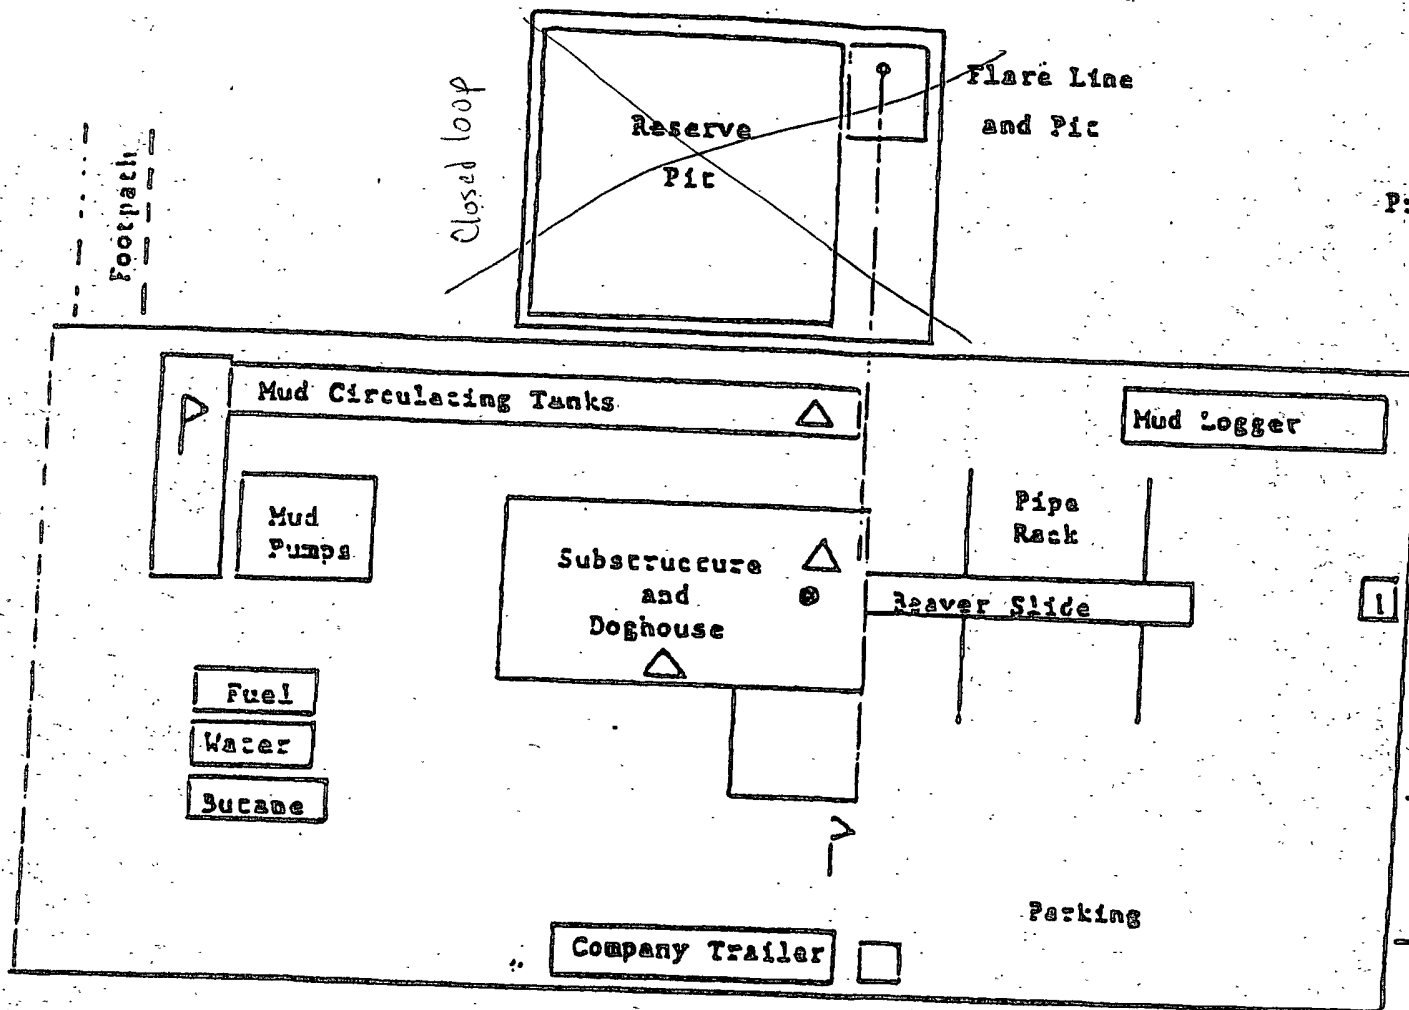 Flare Line
and Pit
Reserve
Pit
Closed loop
Footpath
Mud Circulating Tanks
Mud Logger
Mud
Pumps
Pipe
Rack
Substructure
and
Doghouse
Beaver Slide
1
Fuel
Water
Butane
Parking
Company Trailer